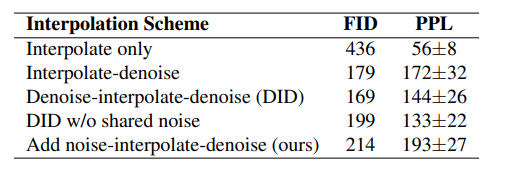 Interpolation Scheme FID PPL
Interpolate only 436 56±8
Interpolate-denoise 179 172±32
Denoise-interpolate-denoise (DID) 169 144±26
DID w/o shared noise 199 133±22
Add noise-interpolate-denoise (ours) 214 193±27